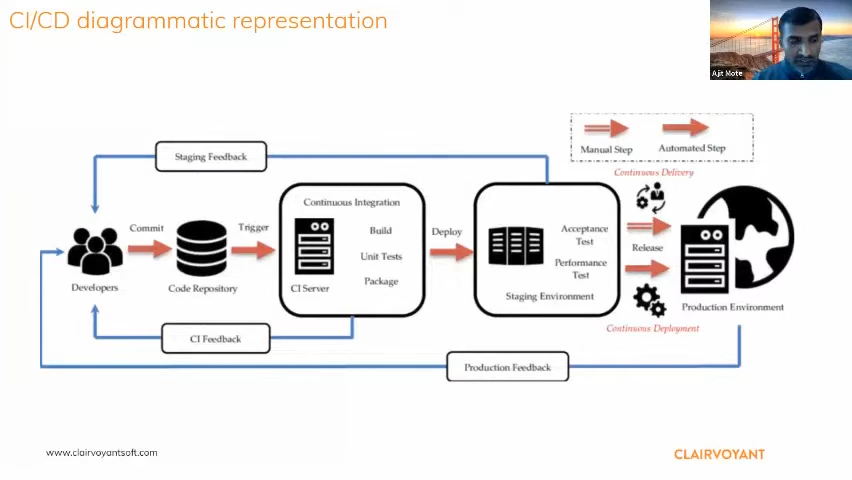 CI/CD diagrammatic representation
Ajit Mote
Manual Step
Automated Step
Staging Feedback
Continuous Delivery
Commit
Trigger
Continuous Integration
Build
Unit Tests
Package
CI Server
Deploy
Acceptance
Test
Performance
Test
Staging Environment
Release
Developers
Code Repository
Production Environment
Continuous Deployment
CI Feedback
Production Feedback
www.clairvoyantsoft.com
CLAIRVOYANT